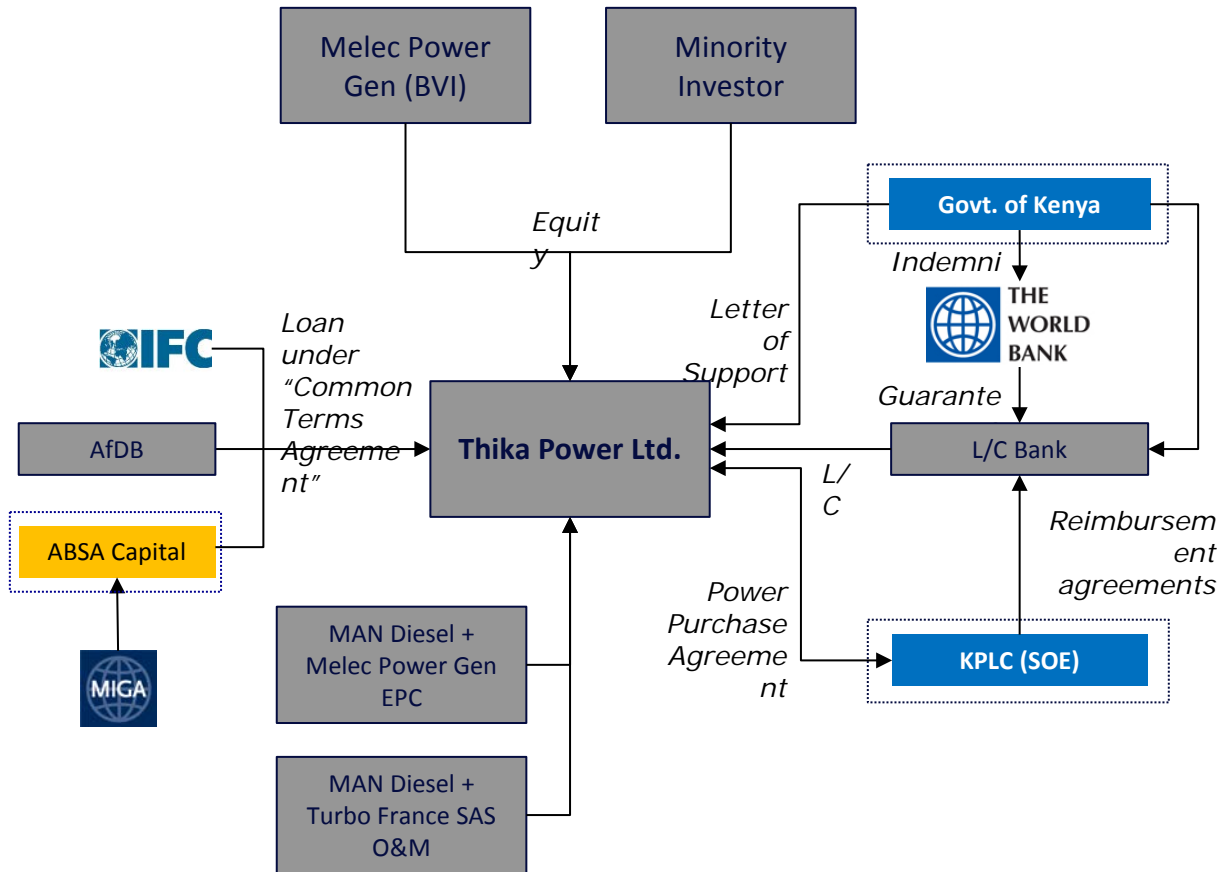 Melec Power
Gen (BVI)
Minority
Investor
Govt. of Kenya
Equit
y
Indemni
THE
WORLD
BANK
Letter
of
Support
IFC
Loan
under
“Common
Terms
Agreeme
nt”
Guarante
AfDB
Thika Power Ltd.
L/C Bank
L/
C
ABSA Capital
Reimbursem
ent
agreements
MIGA
MAN Diesel +
Melec Power Gen
EPC
Power
Purchase
Agreeme
nt
KPLC (SOE)
MAN Diesel +
Turbo France SAS
O&M